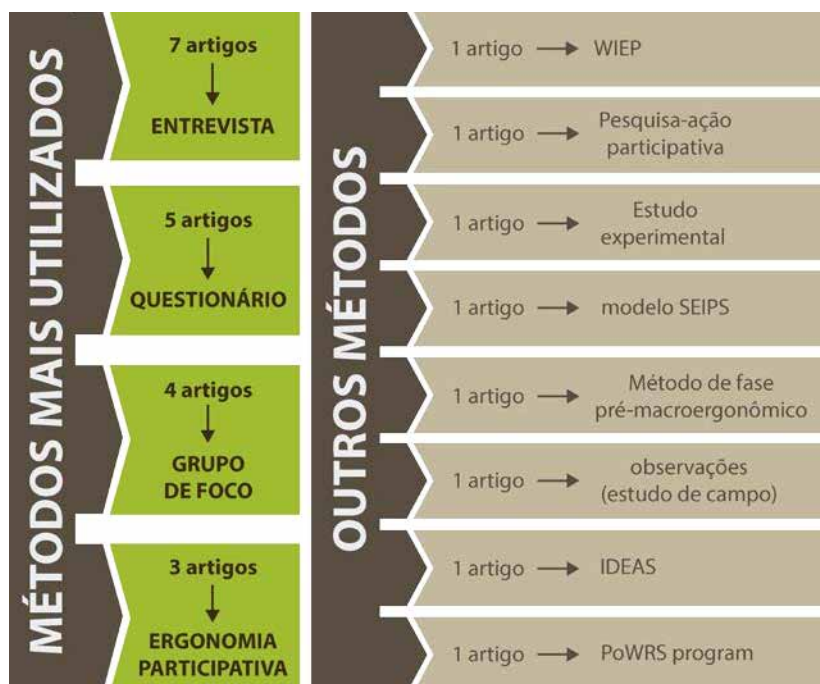 MÉTODOS MAIS UTILIZADOS
7 artigos
ENTREVISTA
5 artigos
QUESTIONÁRIO
4 artigos
GRUPO
DE FOCO
3 artigos
ERGONOMIA
PARTICIPATIVA
OUTROS MÉTODOS
1 artigo → WIEP
1 artigo → Pesquisa-ação
participativa
1 artigo → Estudo
experimental
1 artigo → modelo SEIPS
1 artigo → Método de fase
pré-macroergonômico
1 artigo → observações
(estudo de campo)
1 artigo → IDEAS
1 artigo → PoWRS program